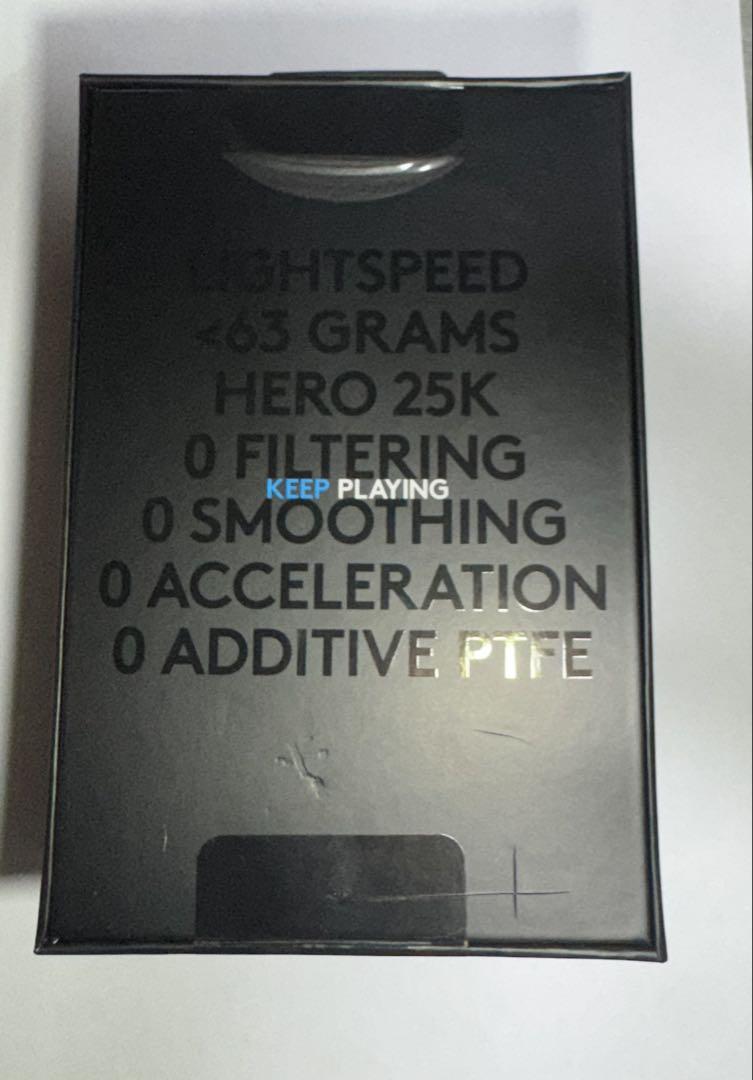 LIGHTSPEED
<63 GRAMS
HERO 25K
0 FILTERING
KEEP PLAYING
0 SMOOTHING
0 ACCELERATION
0 ADDITIVE PTFE